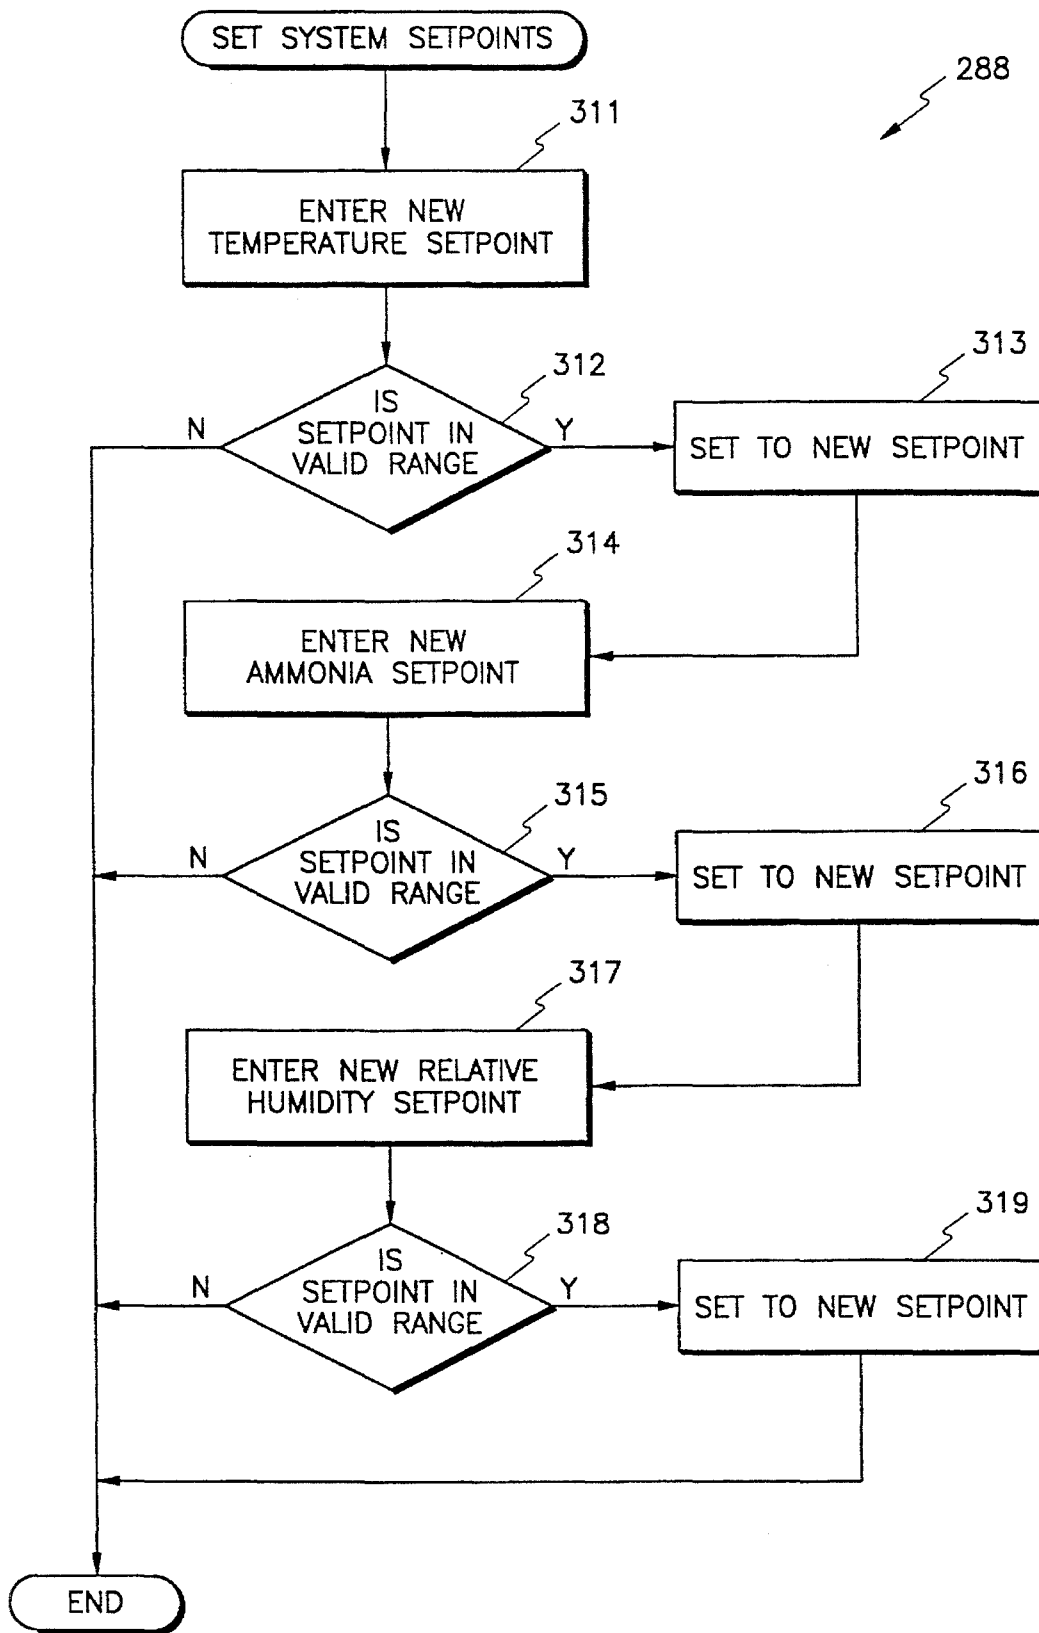 SET SYSTEM SETPOINTS
288
311
ENTER NEW
TEMPERATURE SETPOINT
312
IS
SETPOINT IN
VALID RANGE
N
Y
313
SET TO NEW SETPOINT
314
ENTER NEW
AMMONIA SETPOINT
315
IS
SETPOINT IN
VALID RANGE
N
Y
316
SET TO NEW SETPOINT
317
ENTER NEW RELATIVE
HUMIDITY SETPOINT
318
IS
SETPOINT IN
VALID RANGE
N
Y
319
SET TO NEW SETPOINT
END